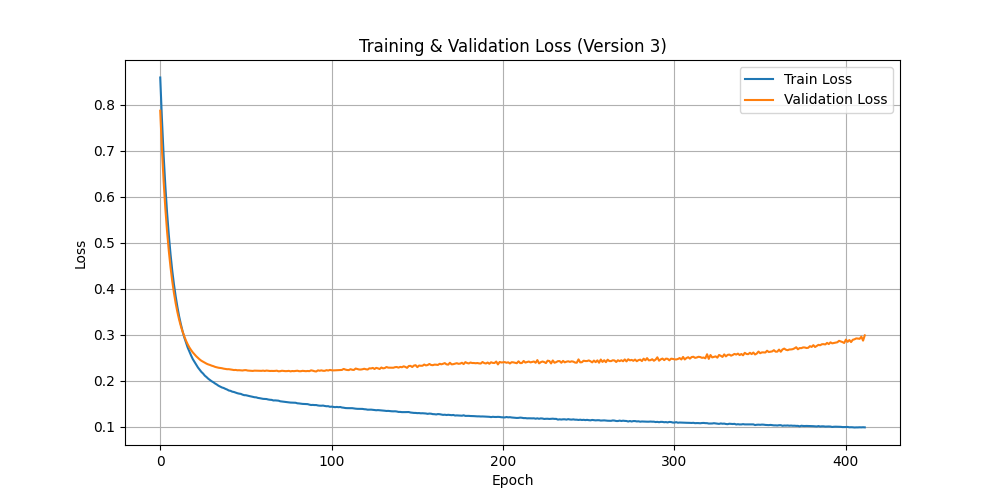 Training & Validation Loss (Version 3)
Train Loss
Validation Loss
0.8
0.7
0.6
0.5
0.4
0.3
0.2
0.1
Loss
0
100
200
300
400
Epoch